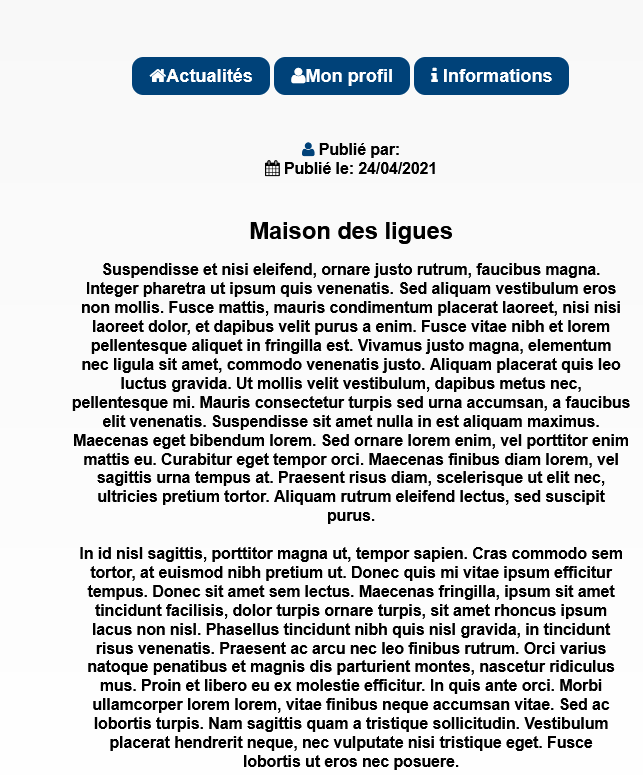 Actualités Mon profil Informations
Publié par:
Publié le: 24/04/2021
Maison des ligues
Suspendisse et nisi eleifend, ornare justo rutrum, faucibus magna.
Integer pharetra ut ipsum quis venenatis. Sed aliquam vestibulum eros
non mollis. Fusce mattis, mauris condimentum placerat laoreet, nisi nisi
laoreet dolor, et dapibus velit purus a enim. Fusce vitae nibh et lorem
pellentesque aliquet in fringilla est. Vivamus justo magna, elementum
nec ligula sit amet, commodo venenatis justo. Aliquam placerat quis leo
luctus gravida. Ut mollis velit vestibulum, dapibus metus nec,
pellentesque mi. Mauris consectetur turpis sed urna accumsan, a faucibus
elit venenatis. Suspendisse sit amet nulla in est aliquam maximus.
Maecenas eget bibendum lorem. Sed ornare lorem enim, vel porttitor enim
mattis eu. Curabitur eget tempor orci. Maecenas finibus diam lorem, vel
sagittis urna tempus at. Praesent risus diam, scelerisque ut elit nec,
ultricies pretium tortor. Aliquam rutrum eleifend lectus, sed suscipit
purus.
In id nisl sagittis, porttitor magna ut, tempor sapien. Cras commodo sem
tortor, at euismod nibh pretium ut. Donec quis mi vitae ipsum efficitur
tempus. Donec sit amet sem lectus. Maecenas fringilla, ipsum sit amet
tincidunt facilisis, dolor turpis ornare turpis, sit amet rhoncus ipsum
lacus non nisl. Phasellus tincidunt nibh quis nisl gravida, in tincidunt
risus venenatis. Praesent ac arcu nec leo finibus rutrum. Orci varius
natoque penatibus et magnis dis parturient montes, nascetur ridiculus
mus. Proin et libero eu ex molestie efficitur. In quis ante orci. Morbi
ullamcorper lorem lorem, vitae finibus neque accumsan vitae. Sed ac
lobortis turpis. Nam sagittis quam a tristique sollicitudin. Vestibulum
placerat hendrerit neque, nec vulputate nisi tristique eget. Fusce
lobortis ut eros nec posuere.